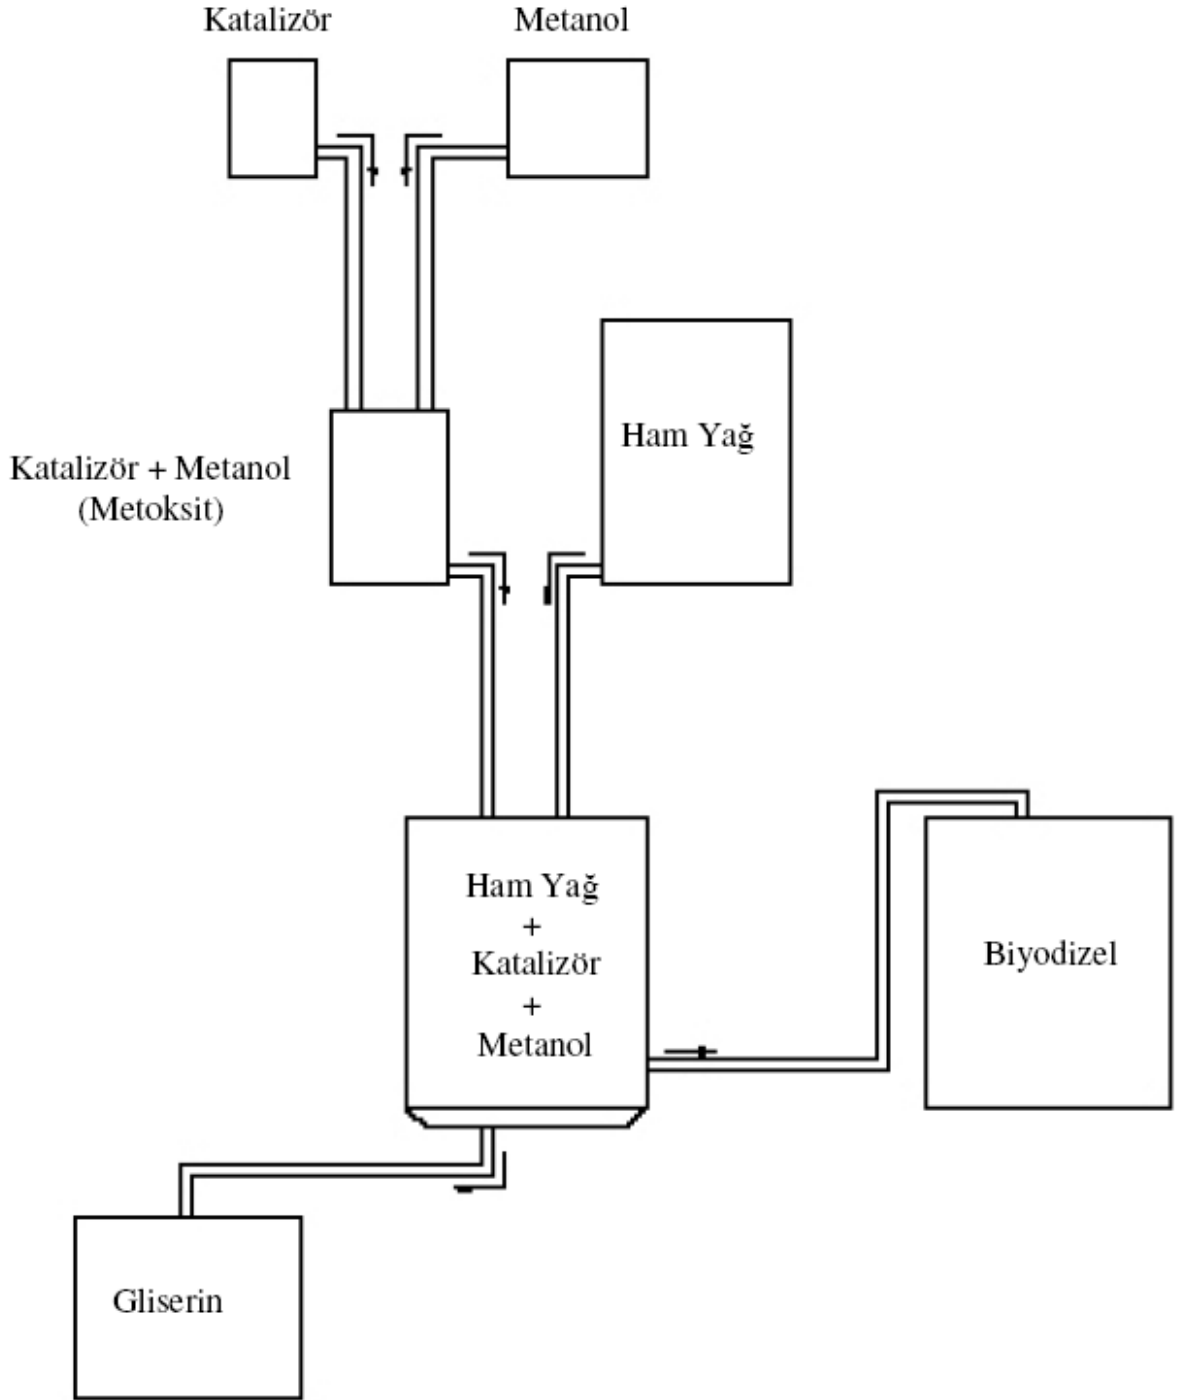 Katalizör
Metanol
Ham Yağ
Katalizör + Metanol
(Metoksit)
Ham Yağ
+
Katalizör
+
Metanol
Biyodizel
Gliserin